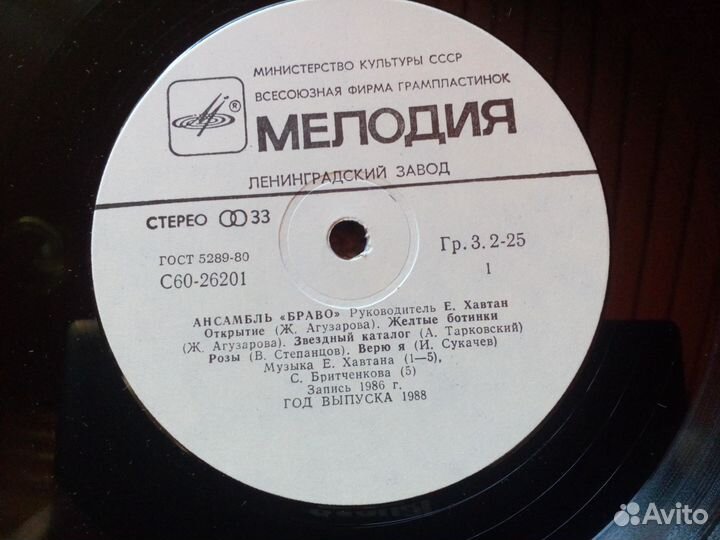 МИНИСТЕРСТВО КУЛЬТУРЫ СССР
ВСЕСОЮЗНАЯ ФИРМА ГРАМПЛАСТИНОК
®
МЕЛОДИЯ
ЛЕНИНГРАДСКИЙ ЗАВОД
СТЕРЕО 33
ГОСТ 5289-80
Гр. 3. 2-25
С60-26201
1
АНСАМБЛЬ «БРАВО» Руководитель Е. Хавтан
Открытие (Ж. Агузарова). Желтые ботинки
(Ж. Агузарова). Звездный каталог (А. Тарковский)
Розы (В. Степанцов). Верю я (И. Сукачев)
Музыка Е. Хавтана (1—5),
С. Бритченкова (5)
Запись 1986 г.
ГОД ВЫПУСКА 1988
Avito